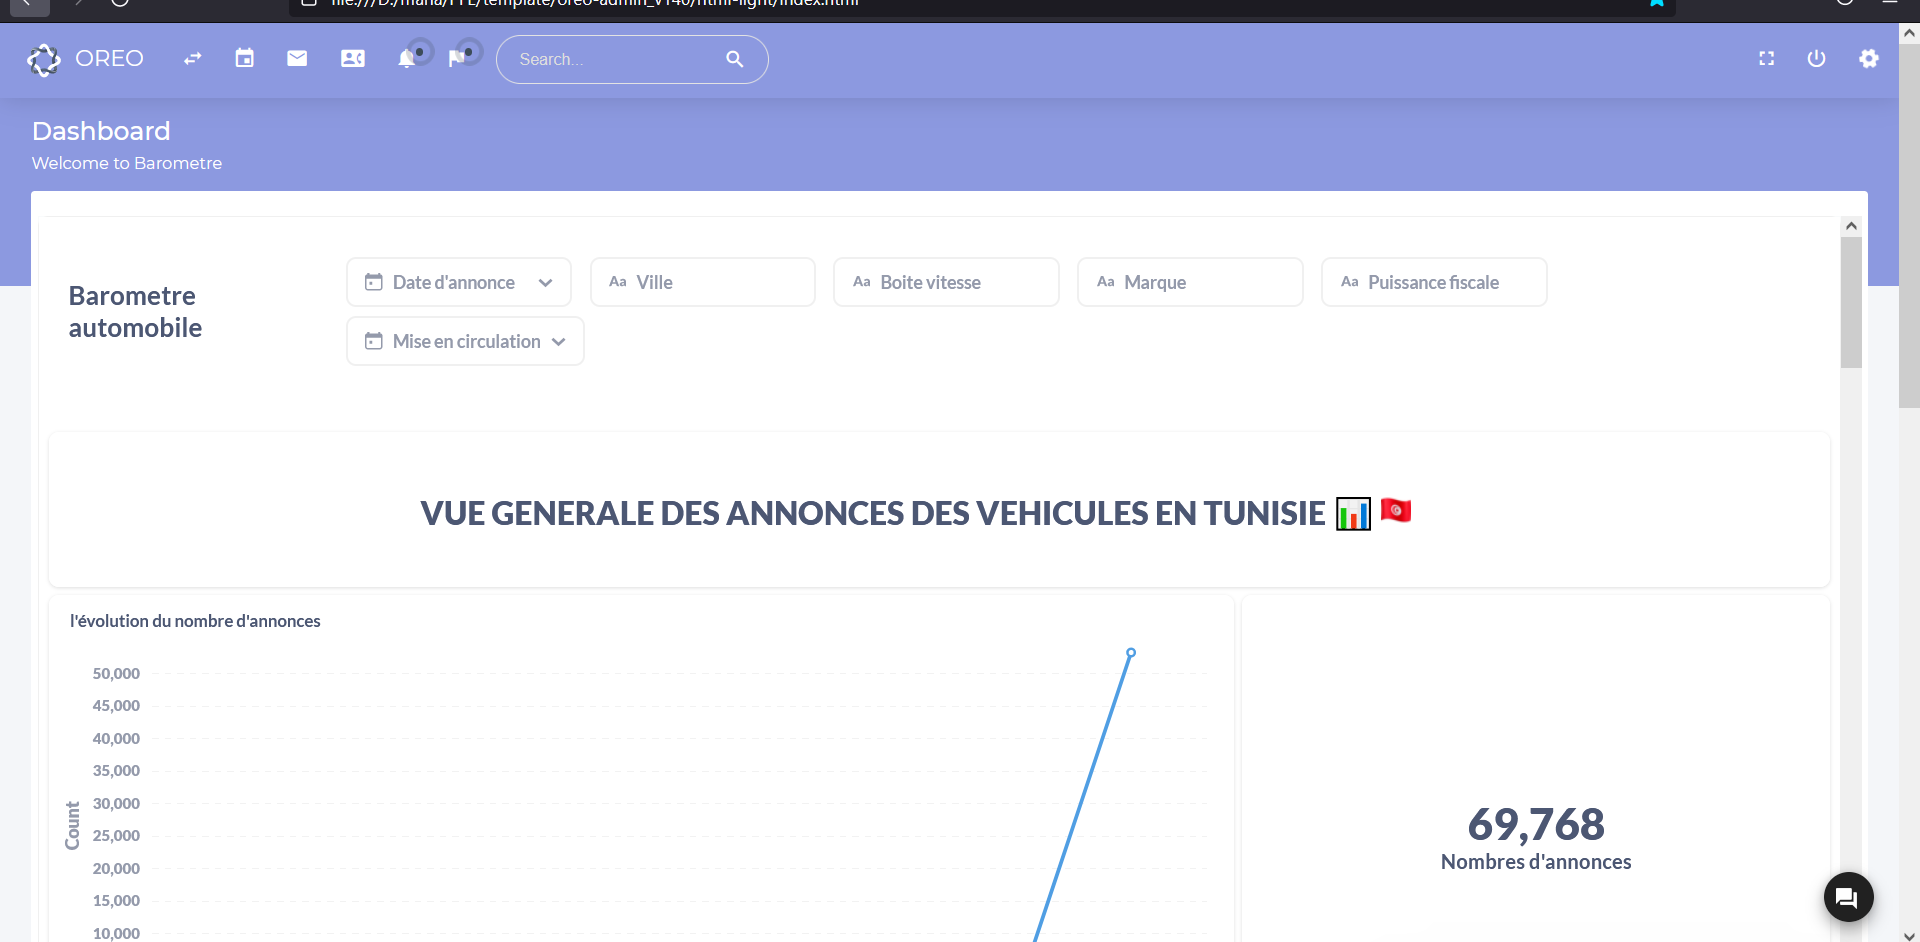 file:///D:/maria/PFE/template/oreo-admin_v140/html-light/index.html
OREO
Search...
Dashboard
Welcome to Barometre
Barometre
automobile
Date d'annonce
Aa Ville
Aa Boite vitesse
Aa Marque
Aa Puissance fiscale
Mise en circulation
VUE GENERALE DES ANNONCES DES VEHICULES EN TUNISIE 📊 🇹🇳
l'évolution du nombre d'annonces
50,000
45,000
40,000
35,000
30,000
25,000
20,000
15,000
10,000
Count
69,768
Nombres d'annonces